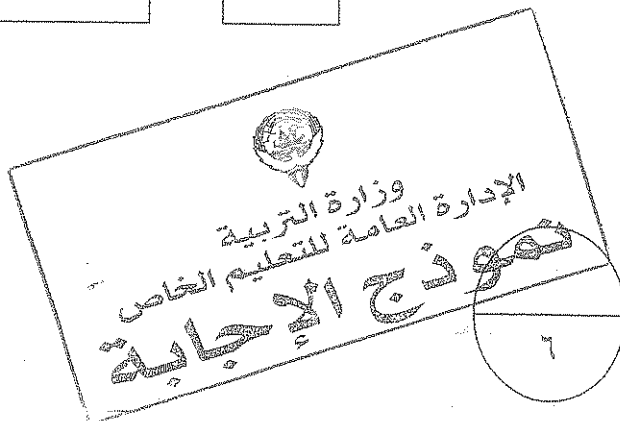 وزارة التربية
الإدارة العامة للتعليم الخاص
نموذج الإجابة
٦